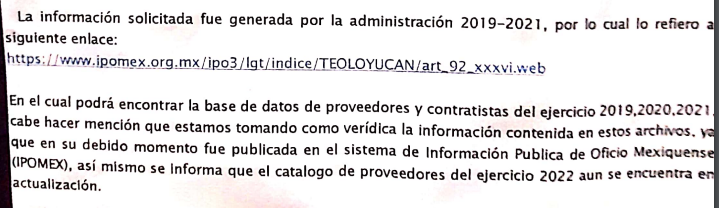 La información solicitada fue generada por la administración 2019-2021, por lo cual lo refiero a
siguiente enlace:
https://www.ipomex.org.mx/ipo3/lgt/indice/TEOLOYUCAN/art_92_xxxvi.web
En el cual podrá encontrar la base de datos de proveedores y contratistas del ejercicio 2019,2020,2021.
cabe hacer mención que estamos tomando como verídica la información contenida en estos archivos, ya
que en su debido momento fue publicada en el sistema de Información Publica de Oficio Mexiquense
(IPOMEX), así mismo se informa que el catalogo de proveedores del ejercicio 2022 aun se encuentra en
actualización.